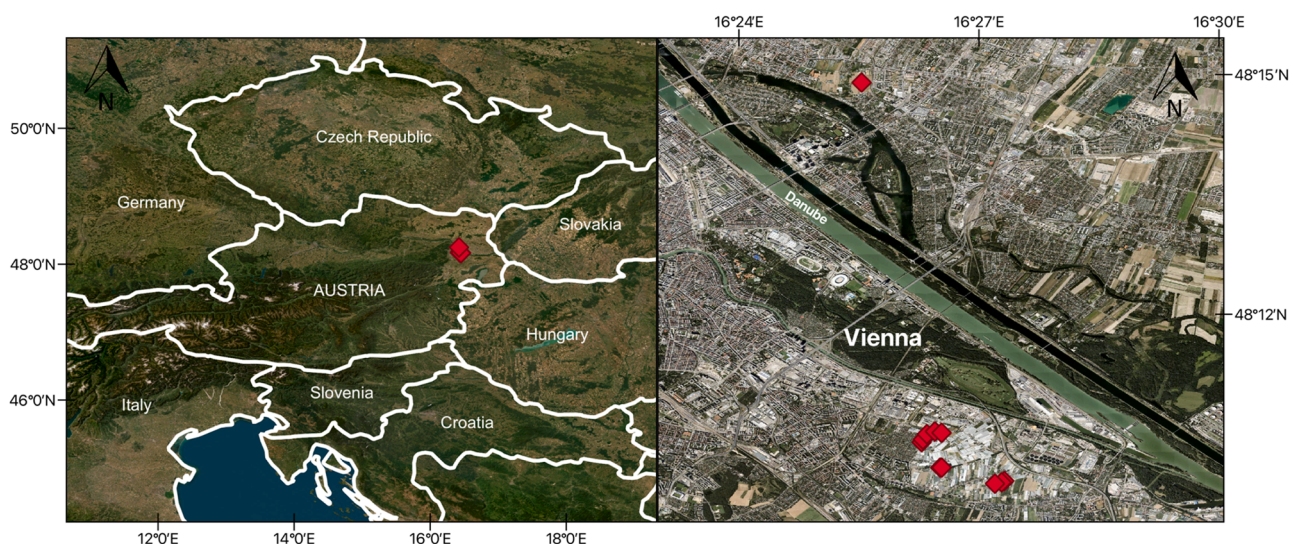 16°24′E 16°27′E 16°30′E
N
N
48°15′N
50°0′N
Czech Republic
Germany
Danube
Slovakia
48°0′N
AUSTRIA
48°12′N
Hungary
Vienna
46°0′N
Slovenia
Italy
Croatia
12°0′E 14°0′E 16°0′E 18°0′E